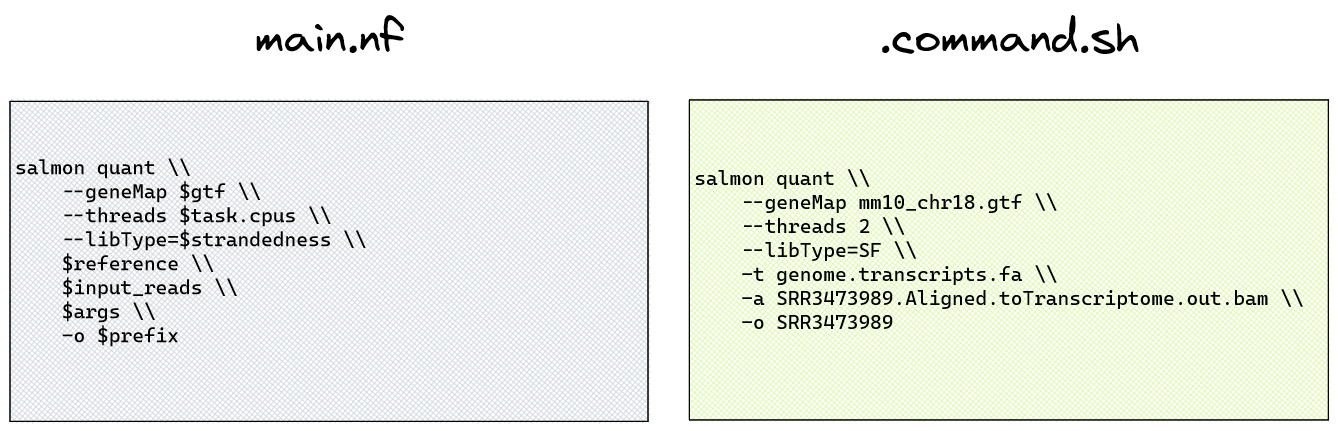 main.nf
salmon quant \\
--geneMap $gtf \\
--threads $task.cpus \\
--libType=$strandedness \\
$reference \\
$input_reads \\
$args \\
-o $prefix
.command.sh
salmon quant \\
--geneMap mm10_chr18.gtf \\
--threads 2 \\
--libType=SF \\
-t genome.transcripts.fa \\
-a SRR3473989.Aligned.toTranscriptome.out.bam \\
-o SRR3473989